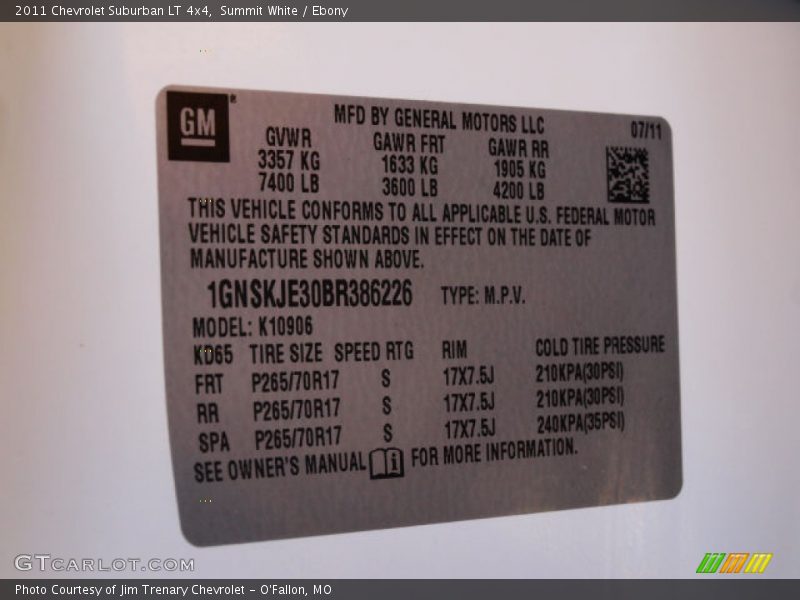 2011 Chevrolet Suburban LT 4x4, Summit White / Ebony
GM
MFD BY GENERAL MOTORS LLC
07/11
GVWR GAWR FRT GAWR RR
3357 KG 1633 KG 1905 KG
7400 LB 3600 LB 4200 LB
THIS VEHICLE CONFORMS TO ALL APPLICABLE U.S. FEDERAL MOTOR
VEHICLE SAFETY STANDARDS IN EFFECT ON THE DATE OF
MANUFACTURE SHOWN ABOVE.
1GNSKJE30BR386226 TYPE: M.P.V.
MODEL: K10906
KD65 TIRE SIZE SPEED RTG RIM COLD TIRE PRESSURE
FRT P265/70R17 S 17X7.5J 210KPA(30PSI)
RR P265/70R17 S 17X7.5J 210KPA(30PSI)
SPA P265/70R17 S 17X7.5J 240KPA(35PSI)
SEE OWNER'S MANUAL i FOR MORE INFORMATION.
GTCARLOT.COM
Photo Courtesy of Jim Trenary Chevrolet - O'Fallon, MO